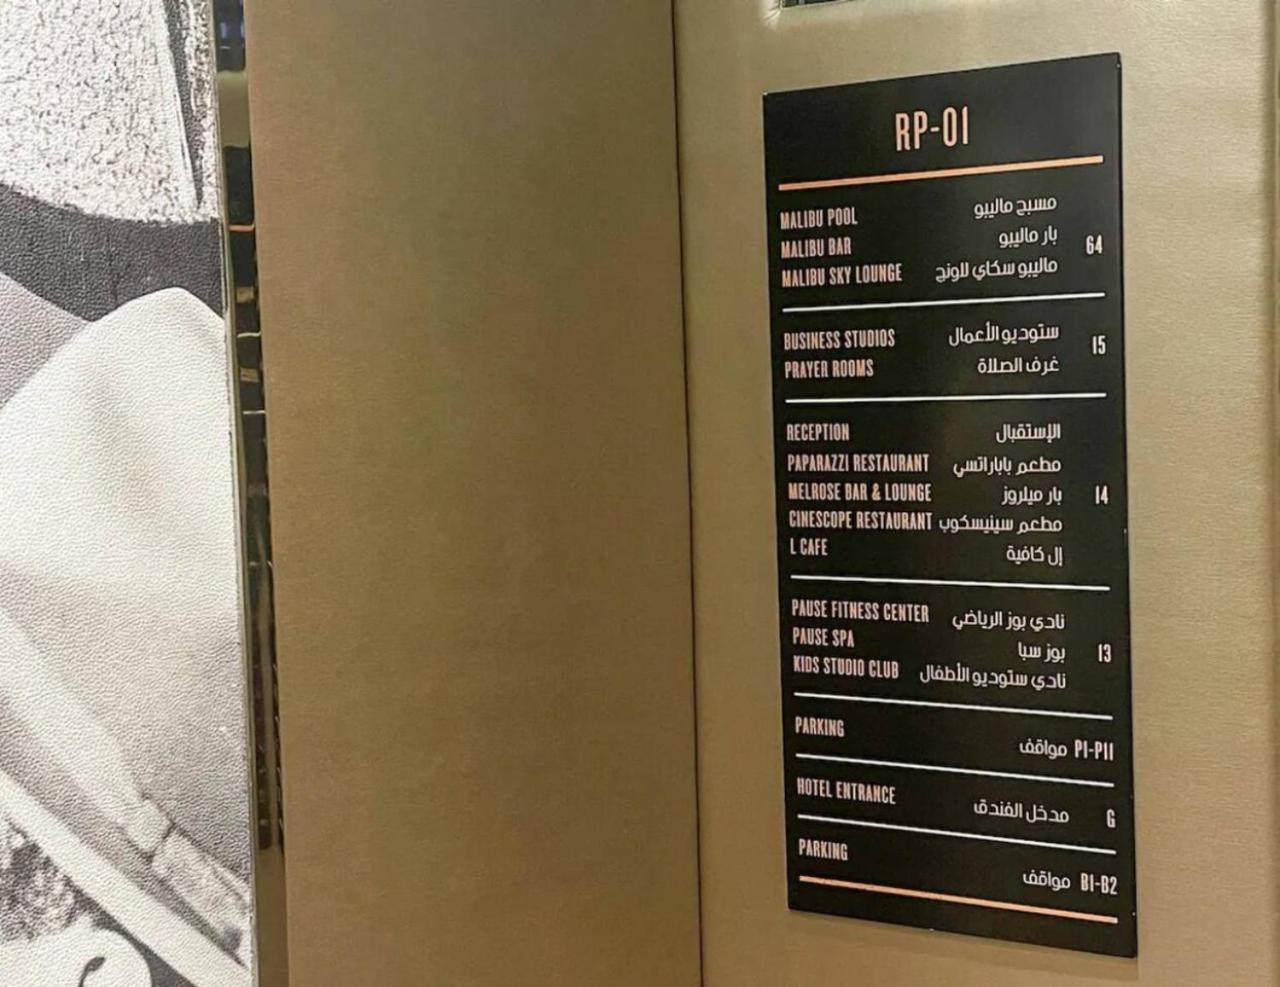 RP-01
MALIBU POOL مسبح ماليبو
MALIBU BAR بار ماليبو 64
MALIBU SKY LOUNGE ماليبو سكاي للونج
BUSINESS STUDIOS ستوديو الأعمال 15
PRAYER ROOMS غرف الصلاة
RECEPTION الإستقبال
PAPARAZZI RESTAURANT مطعم باباراتسي
MELROSE BAR & LOUNGE بار ميلروز 14
CINESCOPE RESTAURANT مطعم سينيسكوب
L CAFE إل كافية
PAUSE FITNESS CENTER نادي بوز الرياضي
PAUSE SPA بوز سبا 13
KIDS STUDIO CLUB نادي ستوديو الأطفال
PARKING مواقف P1-P11
HOTEL ENTRANCE مدخل الفندق G
PARKING مواقف B1-B2